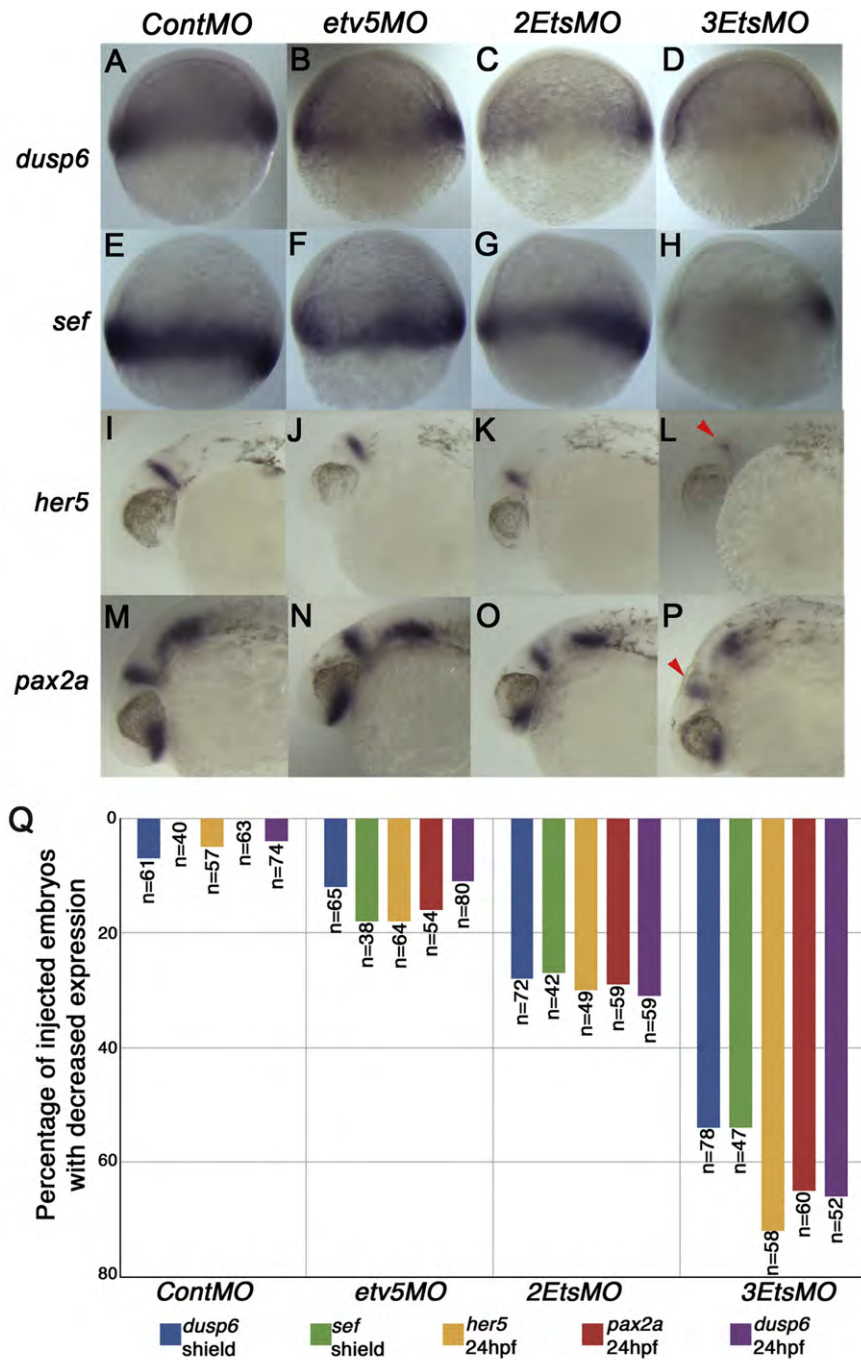 ContMO etv5MO 2EtsMO 3EtsMO
A B C D
dusp6
E F G H
sef
I J K L
her5
M N O P
pax2a
Q
Percentage of injected embryos
with decreased expression
0
20
40
60
80
n=61
n=40
n=57
n=63
n=74
n=65
n=38
n=64
n=54
n=80
n=72
n=42
n=49
n=59
n=59
n=78
n=47
n=58
n=60
n=52
ContMO etv5MO 2EtsMO 3EtsMO
dusp6
shield
sef
shield
her5
24hpf
pax2a
24hpf
dusp6
24hpf